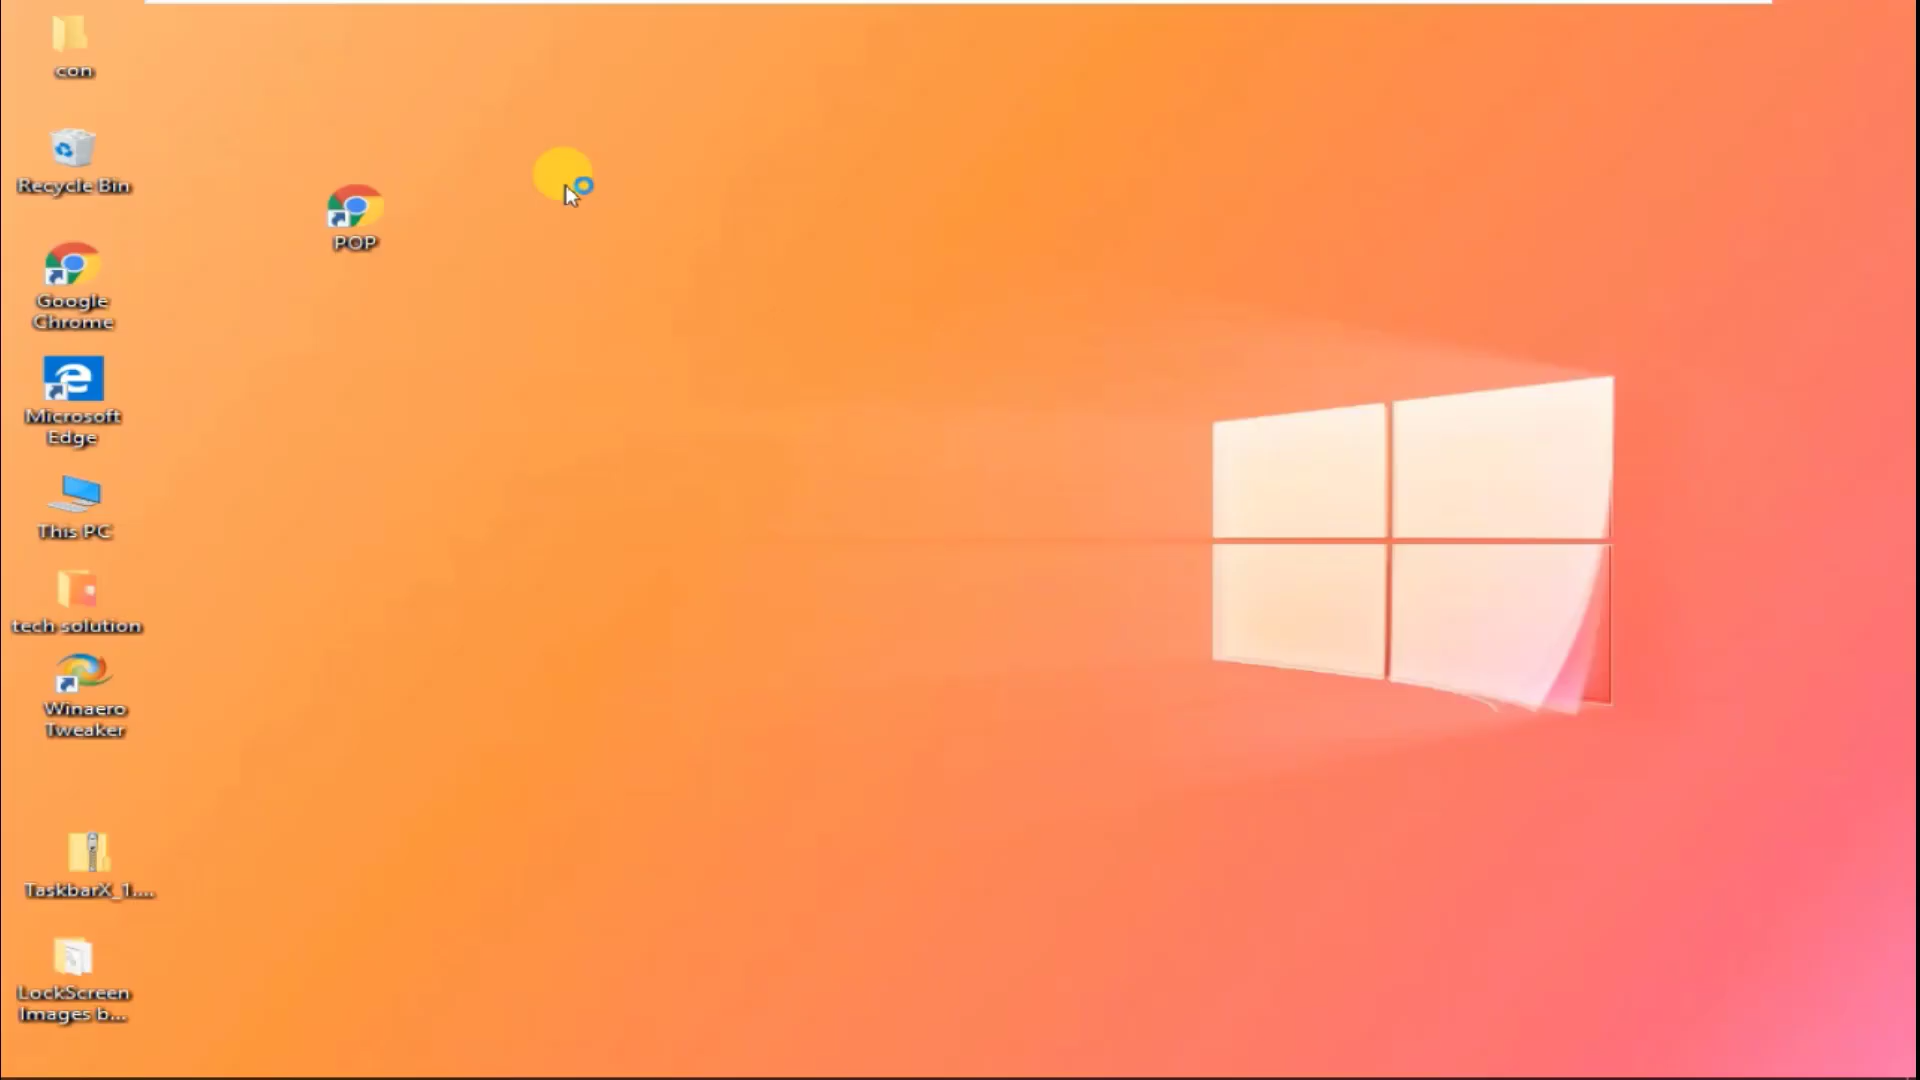 con
Recycle Bin
POP
Google
Chrome
Microsoft
Edge
This PC
tech solution
Winaero
Tweaker
TaskbarX_1....
LockScreen
Images b...